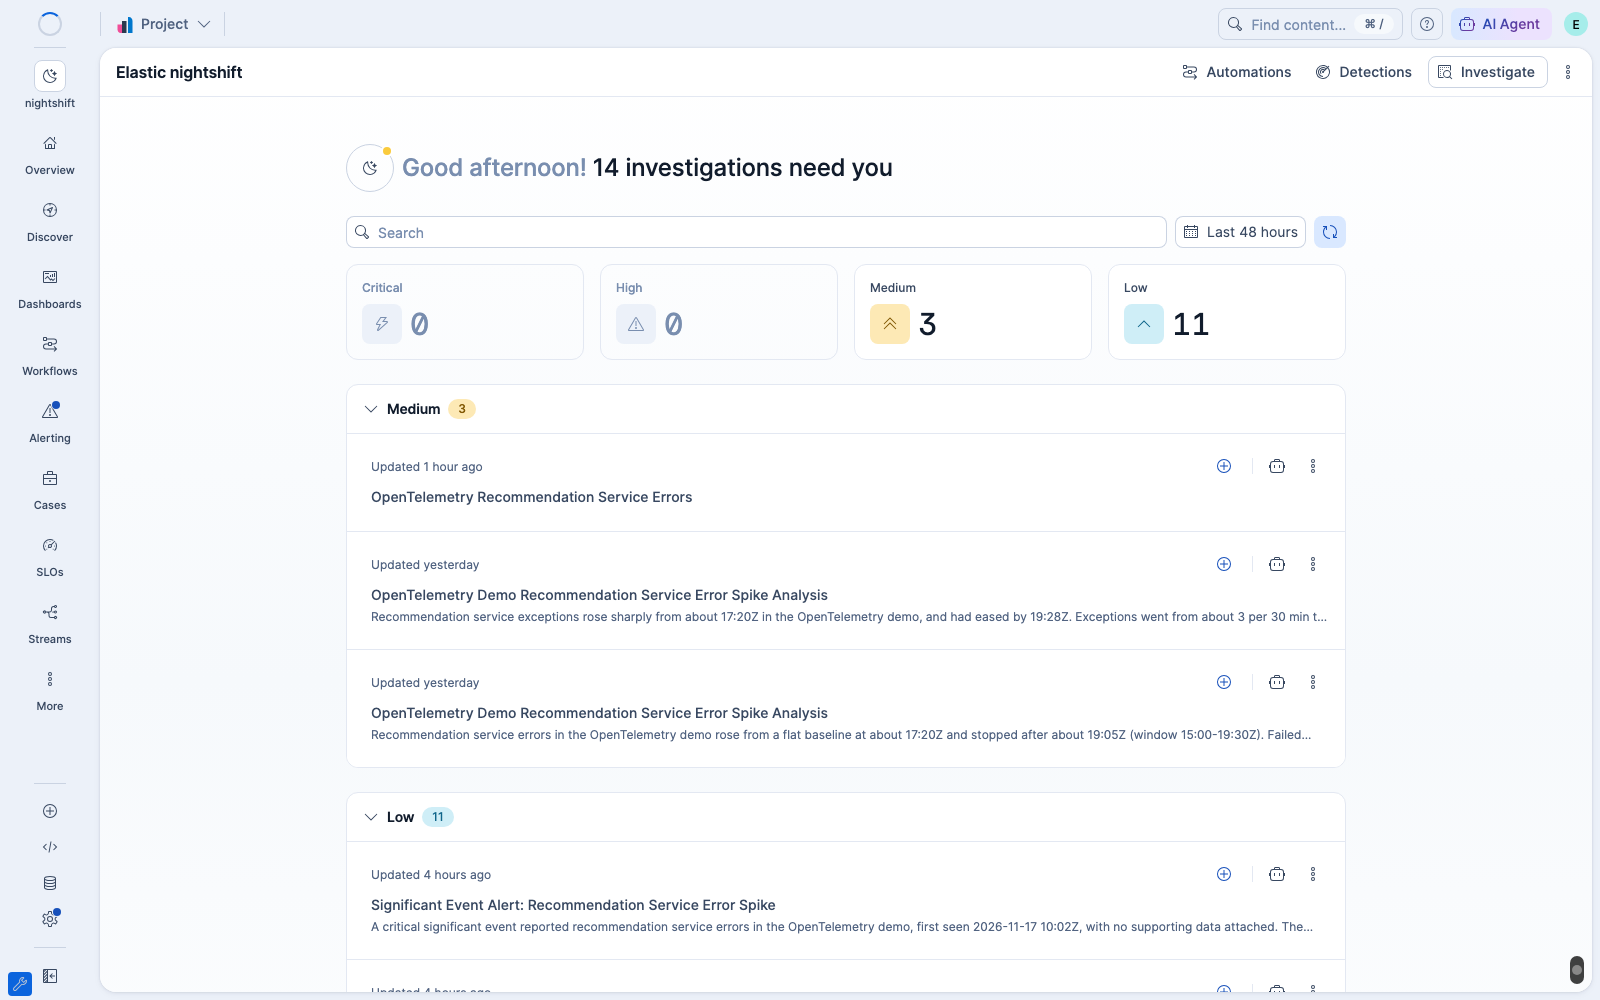 Project
Find content...
⌘ /
AI Agent
E
nightshift
Overview
Discover
Dashboards
Workflows
Alerting
Cases
SLOs
Streams
More
Elastic nightshift
Automations
Detections
Investigate
Good afternoon! 14 investigations need you
Search
Last 48 hours
Critical
0
High
0
Medium
3
Low
11
Medium 3
Updated 1 hour ago
OpenTelemetry Recommendation Service Errors
Updated yesterday
OpenTelemetry Demo Recommendation Service Error Spike Analysis
Recommendation service exceptions rose sharply from about 17:20Z in the OpenTelemetry demo, and had eased by 19:28Z. Exceptions went from about 3 per 30 min t...
Updated yesterday
OpenTelemetry Demo Recommendation Service Error Spike Analysis
Recommendation service errors in the OpenTelemetry demo rose from a flat baseline at about 17:20Z and stopped after about 19:05Z (window 15:00-19:30Z). Failed...
Low 11
Updated 4 hours ago
Significant Event Alert: Recommendation Service Error Spike
A critical significant event reported recommendation service errors in the OpenTelemetry demo, first seen 2026-11-17 10:02Z, with no supporting data attached. The...
Updated 4 hours ago